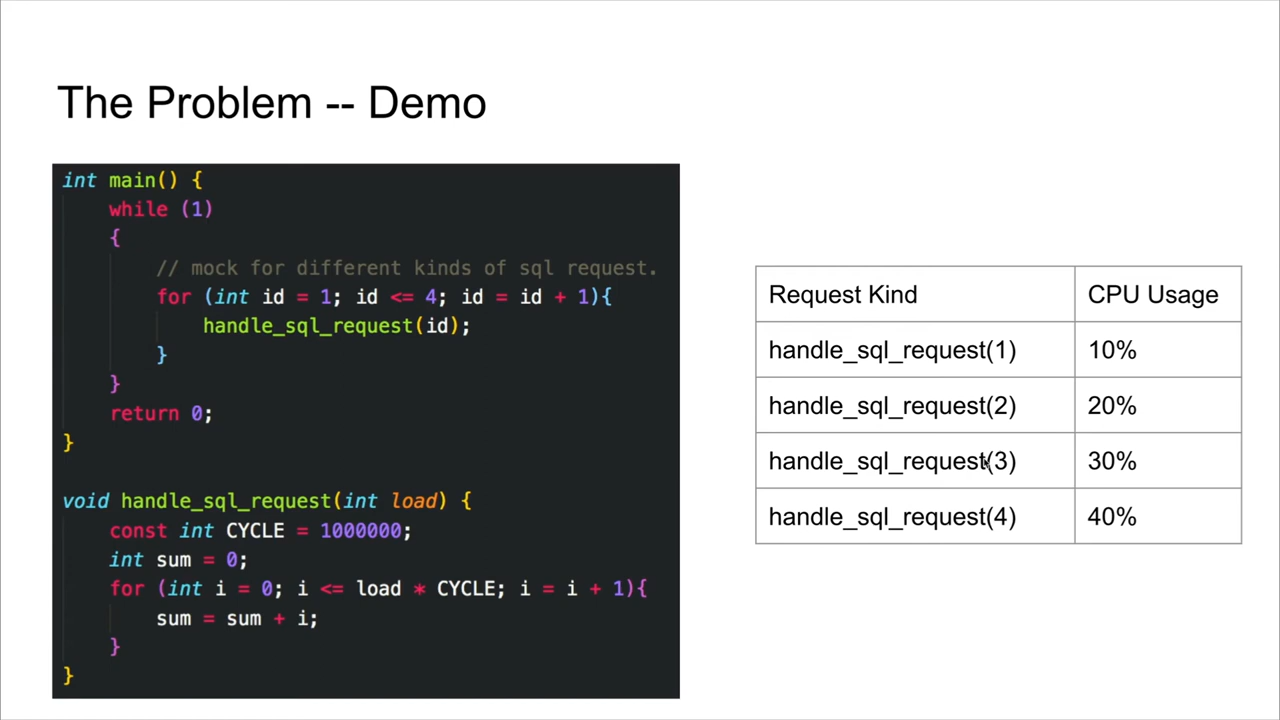 The Problem -- Demo
int main() {
while (1)
{
// mock for different kinds of sql request.
for (int id = 1; id <= 4; id = id + 1){
handle_sql_request(id);
}
}
return 0;
}
void handle_sql_request(int load) {
const int CYCLE = 1000000;
int sum = 0;
for (int i = 0; i <= load * CYCLE; i = i + 1){
sum = sum + i;
}
}
Request Kind CPU Usage
handle_sql_request(1) 10%
handle_sql_request(2) 20%
handle_sql_request(3) 30%
handle_sql_request(4) 40%